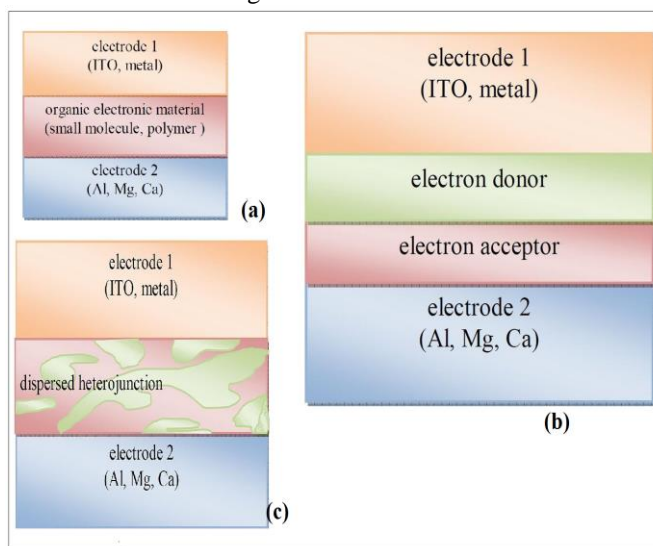 electrode 1
(ITO, metal)
organic electronic material
(small molecule, polymer )
electrode 2
(Al, Mg, Ca)
(a)
electrode 1
(ITO, metal)
electron donor
electron acceptor
electrode 2
(Al, Mg, Ca)
(b)
electrode 1
(ITO, metal)
dispersed heterojunction
electrode 2
(Al, Mg, Ca)
(c)